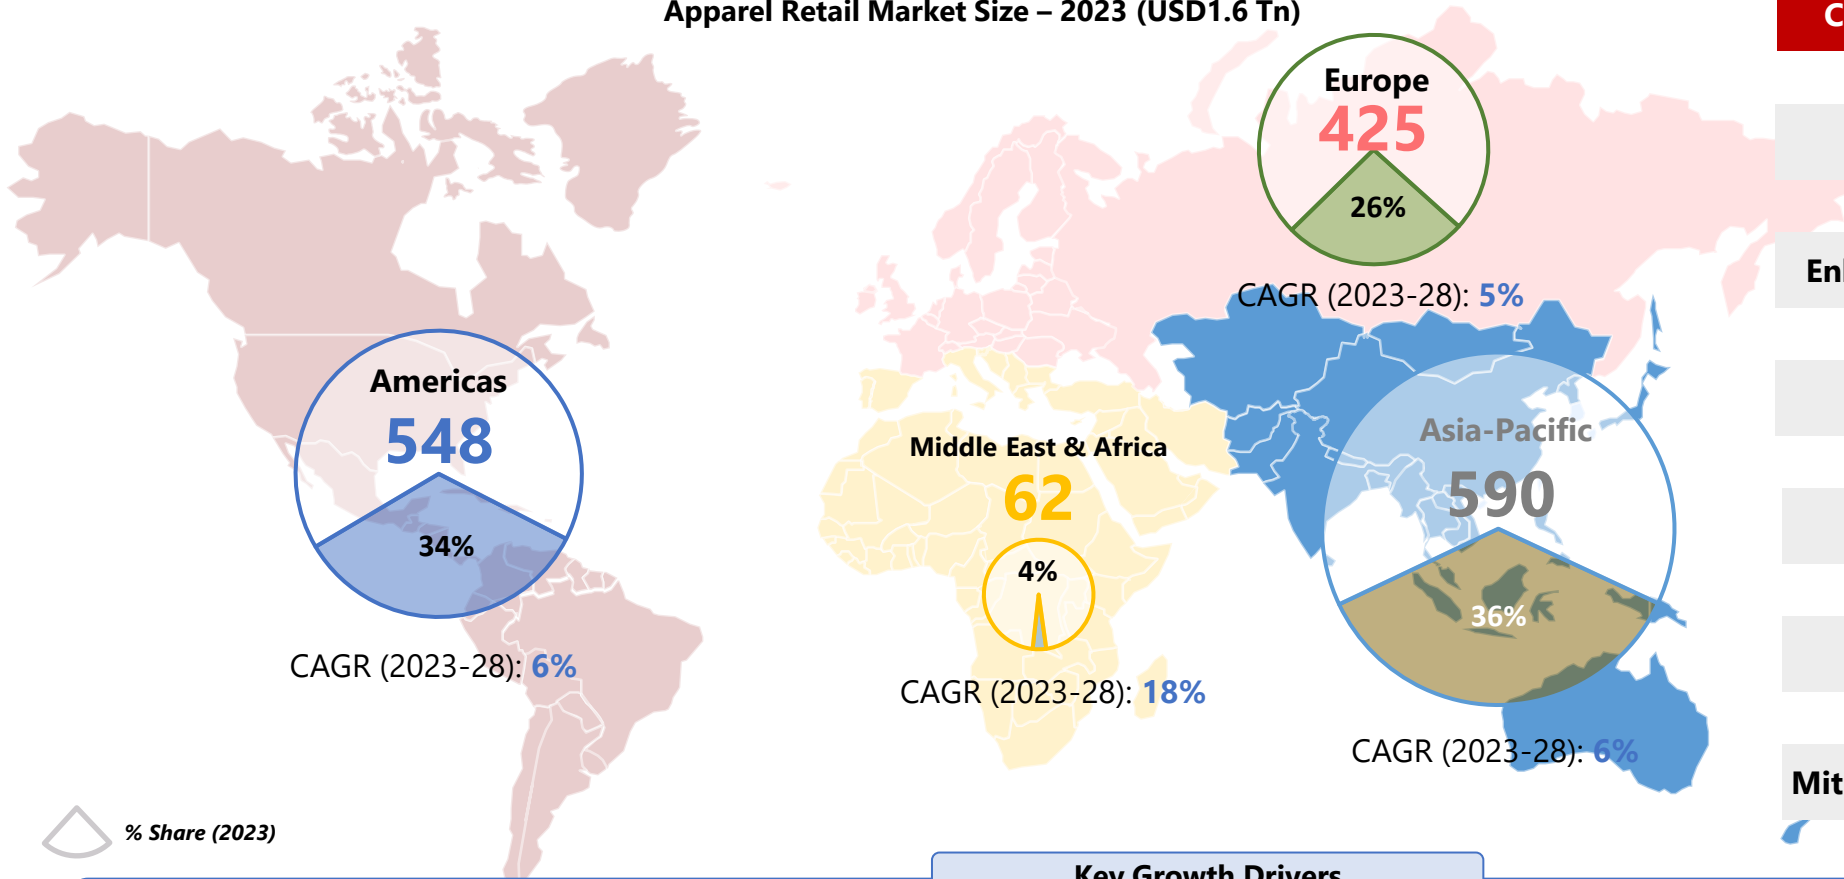 Apparel Retail Market Size – 2023 (USD1.6 Tn)
Europe
425
26%
CAGR (2023-28): 5%
Americas
548
34%
CAGR (2023-28): 6%
Middle East & Africa
62
4%
CAGR (2023-28): 18%
Asia-Pacific
590
36%
CAGR (2023-28): 6%
% Share (2023)
Key Growth Drivers